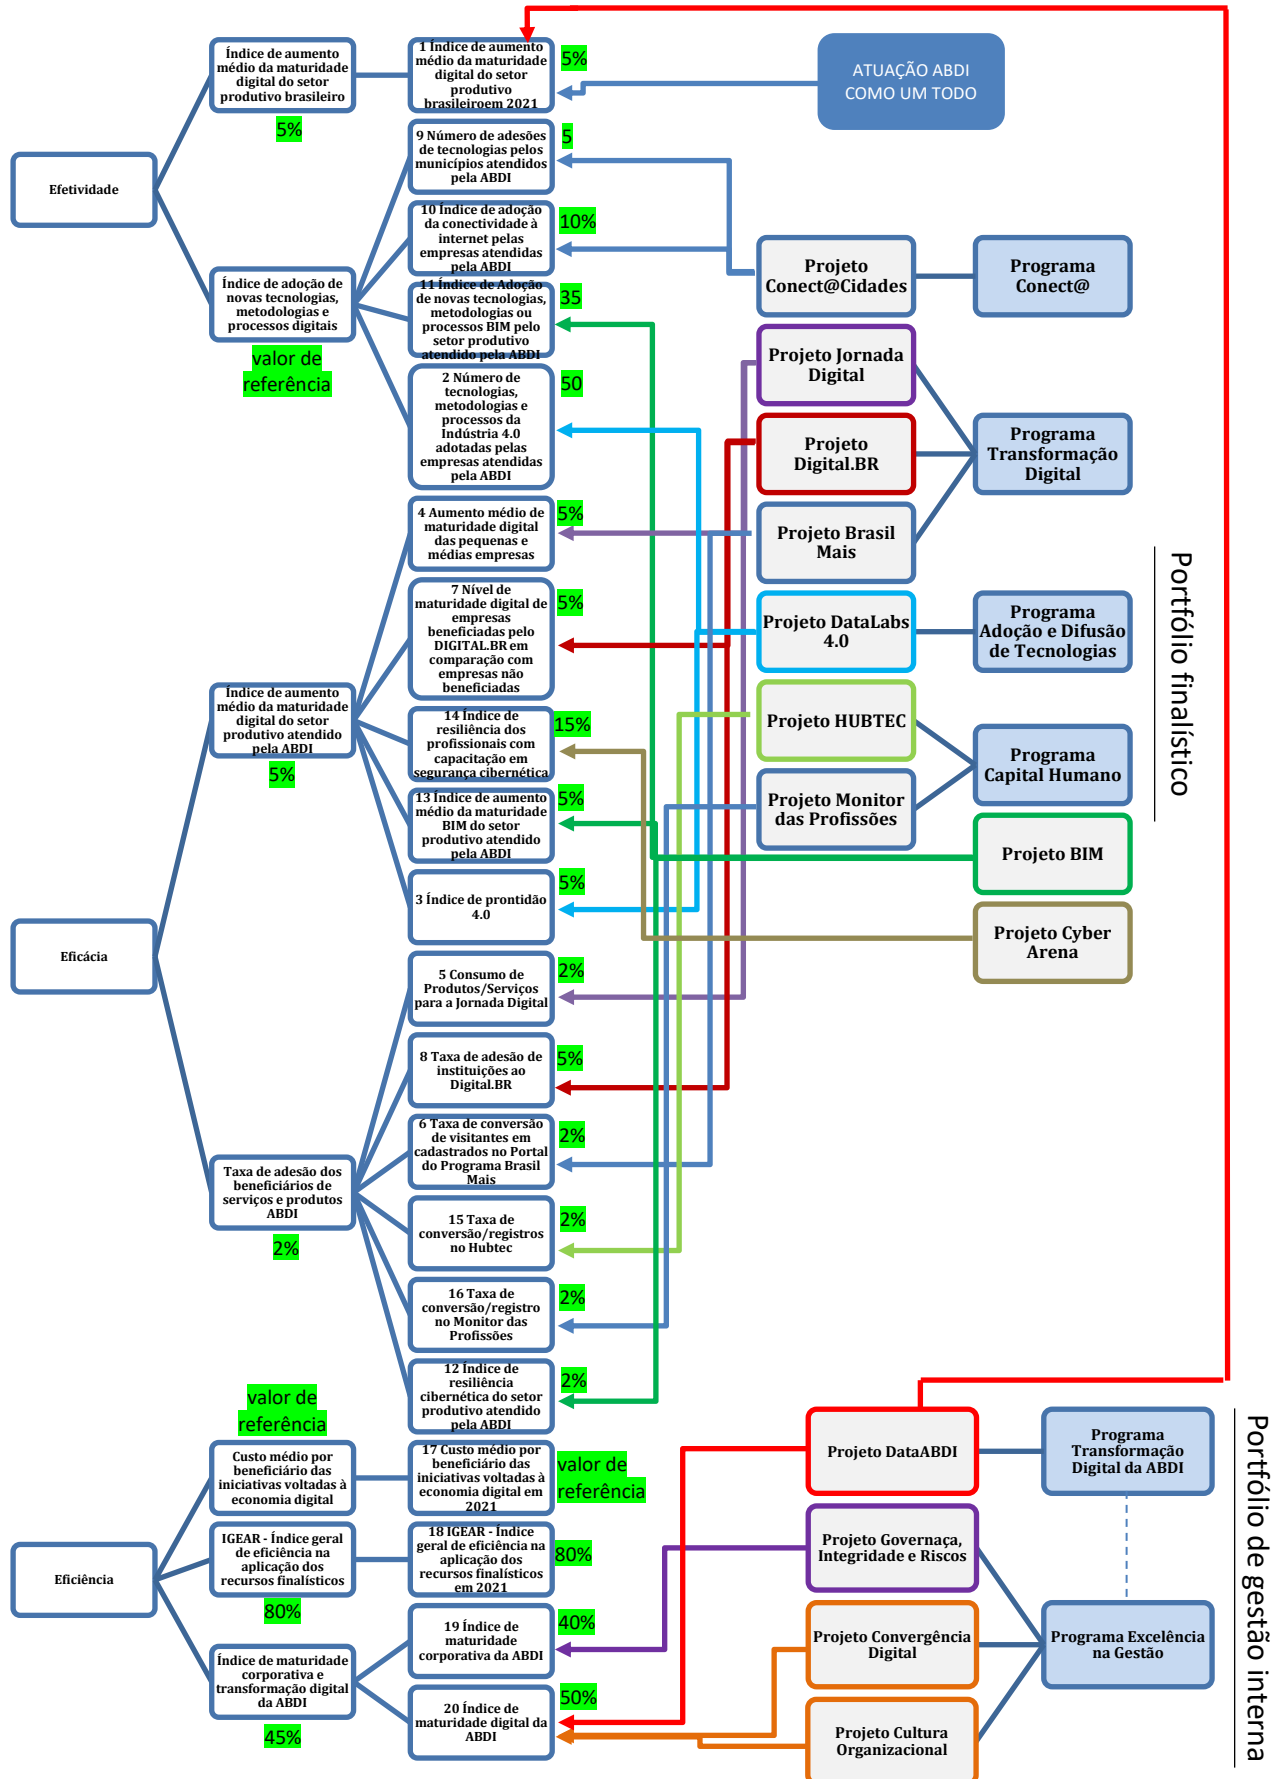 Efetividade
Índice de aumento
médio da maturidade
digital do setor
produtivo brasileiro
5%
Índice de adoção de
novas tecnologias,
metodologias e
processos digitais
valor de
referência
1 Índice de aumento
médio da maturidade
digital do setor
produtivo
brasileiroem 2021
5%
9 Número de adesões
de tecnologias pelos
municípios atendidos
pela ABDI
5
10 Índice de adoção
da conectividade à
internet pelas
empresas atendidas
pela ABDI
10%
11 Índice de Adoção
de novas tecnologias,
metodologias ou
processos BIM pelo
setor produtivo
atendido pela ABDI
35
2 Número de
tecnologias,
metodologias e
processos da
Indústria 4.0
adotadas pelas
empresas atendidas
pela ABDI
50
Eficácia
Índice de aumento
médio da maturidade
digital do setor
produtivo atendido
pela ABDI
5%
Taxa de adesão dos
beneficiários de
serviços e produtos
ABDI
2%
4 Aumento médio de
maturidade digital
das pequenas e
médias empresas
5%
7 Nível de
maturidade digital de
empresas
beneficiadas pelo
DIGITAL.BR em
comparação com
empresas não
beneficiadas
5%
14 Índice de
resiliência dos
profissionais com
capacitação em
segurança cibernética
15%
13 Índice de aumento
médio da maturidade
BIM do setor
produtivo atendido
pela ABDI
5%
3 Índice de prontidão
4.0
5%
5 Consumo de
Produtos/Serviços
para a Jornada Digital
2%
8 Taxa de adesão de
instituições ao
Digital.BR
5%
6 Taxa de conversão
de visitantes em
cadastrados no Portal
do Programa Brasil
Mais
2%
15 Taxa de
conversão/registros
no Hubtec
2%
16 Taxa de
conversão/registro
no Monitor das
Profissões
2%
12 Índice de
resiliência
cibernética do setor
produtivo atendido
pela ABDI
2%
Eficiência
valor de
referência
Custo médio por
beneficiário das
iniciativas voltadas à
economia digital
IGEAR - Índice geral
de eficiência na
aplicação dos
recursos finalísticos
80%
Índice de maturidade
corporativa e
transformação digital
da ABDI
45%
17 Custo médio por
beneficiário das
iniciativas voltadas à
economia digital em
2021
valor de
referência
18 IGEAR - Índice
geral de eficiência na
aplicação dos
recursos finalísticos
em 2021
80%
19 Índice de
maturidade
corporativa da ABDI
40%
20 Índice de
maturidade digital da
ABDI
50%
ATUAÇÃO ABDI
COMO UM TODO
Projeto
Conect@Cidades
Programa
Conect@
Projeto Jornada
Digital
Projeto
Digital.BR
Projeto Brasil
Mais
Programa
Transformação
Digital
Projeto DataLabs
4.0
Programa
Adoção e Difusão
de Tecnologias
Projeto HUBTEC
Projeto Monitor
das Profissões
Programa
Capital Humano
Projeto BIM
Projeto Cyber
Arena
Portfólio finalístico
Projeto DataABDI
Programa
Transformação
Digital da ABDI
Projeto Governaça,
Integridade e Riscos
Projeto Convergência
Digital
Projeto Cultura
Organizacional
Programa Excelência
na Gestão
Portfólio de gestão interna